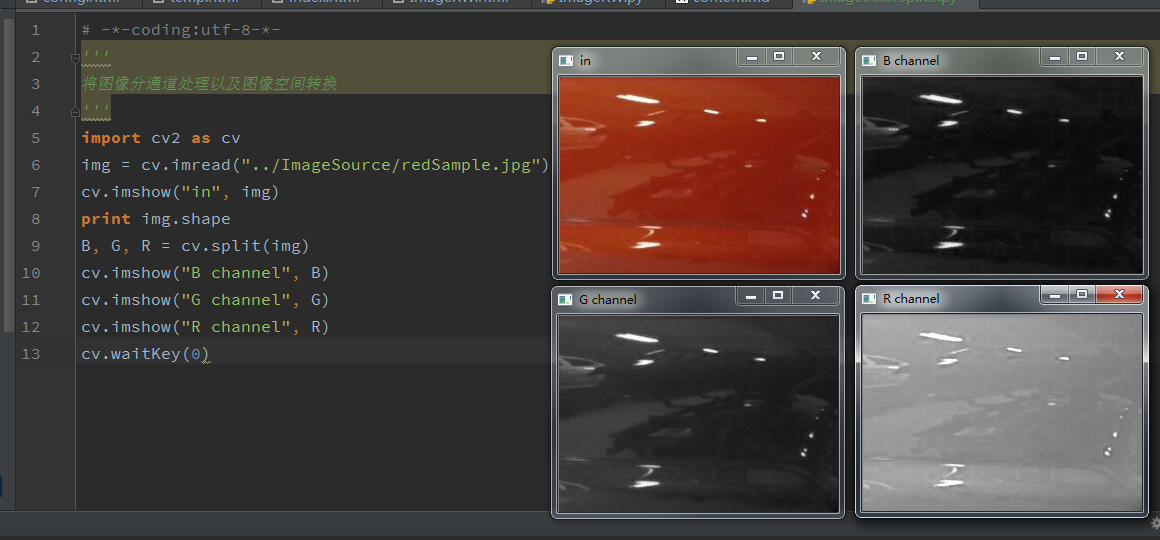 1 # -*-coding:utf-8-*-
2 '''
3 将图像分通道处理以及图像空间转换
4 '''
5 import cv2 as cv
6 img = cv.imread("../ImageSource/redSample.jpg")
7 cv.imshow("in", img)
8 print img.shape
9 B, G, R = cv.split(img)
10 cv.imshow("B channel", B)
11 cv.imshow("G channel", G)
12 cv.imshow("R channel", R)
13 cv.waitKey(0)
in
B channel
G channel
R channel